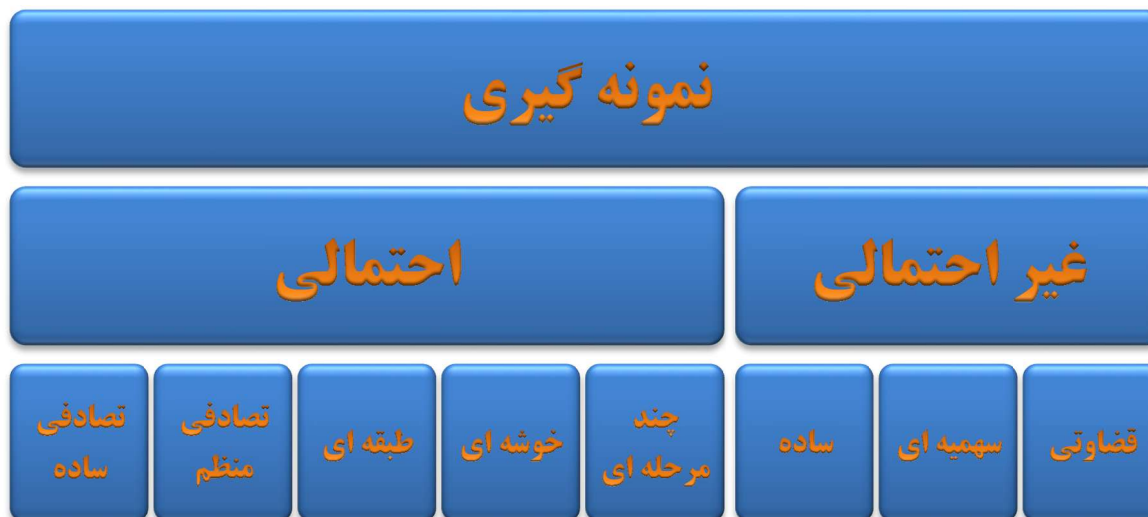 نمونه گیری
غیر احتمالی
احتمالی
قضاوتی
سهمیه ای
ساده
چند
مرحله ای
خوشه ای
طبقه ای
تصادفی
منظّم
تصادفی
ساده